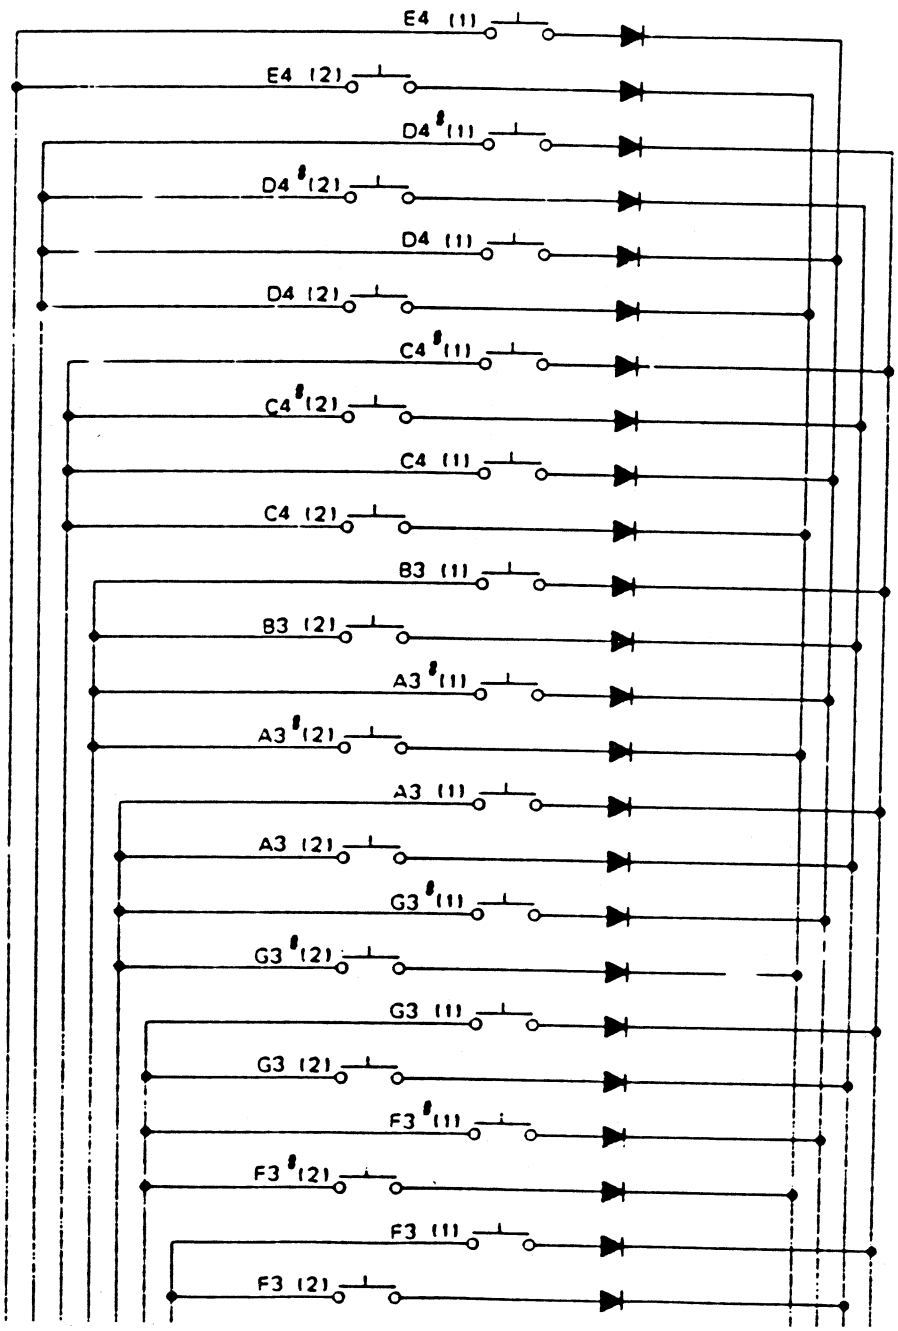 E4 (1)
E4 (2)
D4# (1)
D4# (2)
D4 (1)
D4 (2)
C4# (1)
C4# (2)
C4 (1)
C4 (2)
B3 (1)
B3 (2)
A3# (1)
A3# (2)
A3 (1)
A3 (2)
G3# (1)
G3# (2)
G3 (1)
G3 (2)
F3# (1)
F3# (2)
F3 (1)
F3 (2)